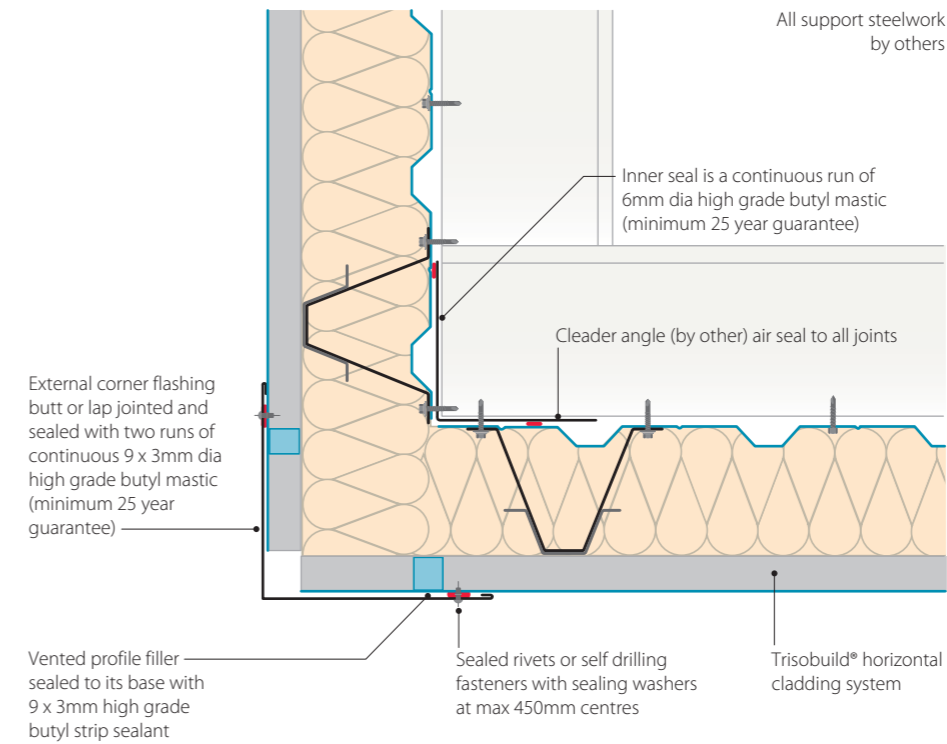 All support steelwork
by others
Inner seal is a continuous run of
6mm dia high grade butyl mastic
(minimum 25 year guarantee)
Cleader angle (by other) air seal to all joints
External corner flashing
butt or lap jointed and
sealed with two runs of
continuous 9 x 3mm dia
high grade butyl mastic
(minimum 25 year
guarantee)
Vented profile filler
sealed to its base with
9 x 3mm high grade
butyl strip sealant
Sealed rivets or self drilling
fasteners with sealing washers
at max 450mm centres
Trisobuild® horizontal
cladding system